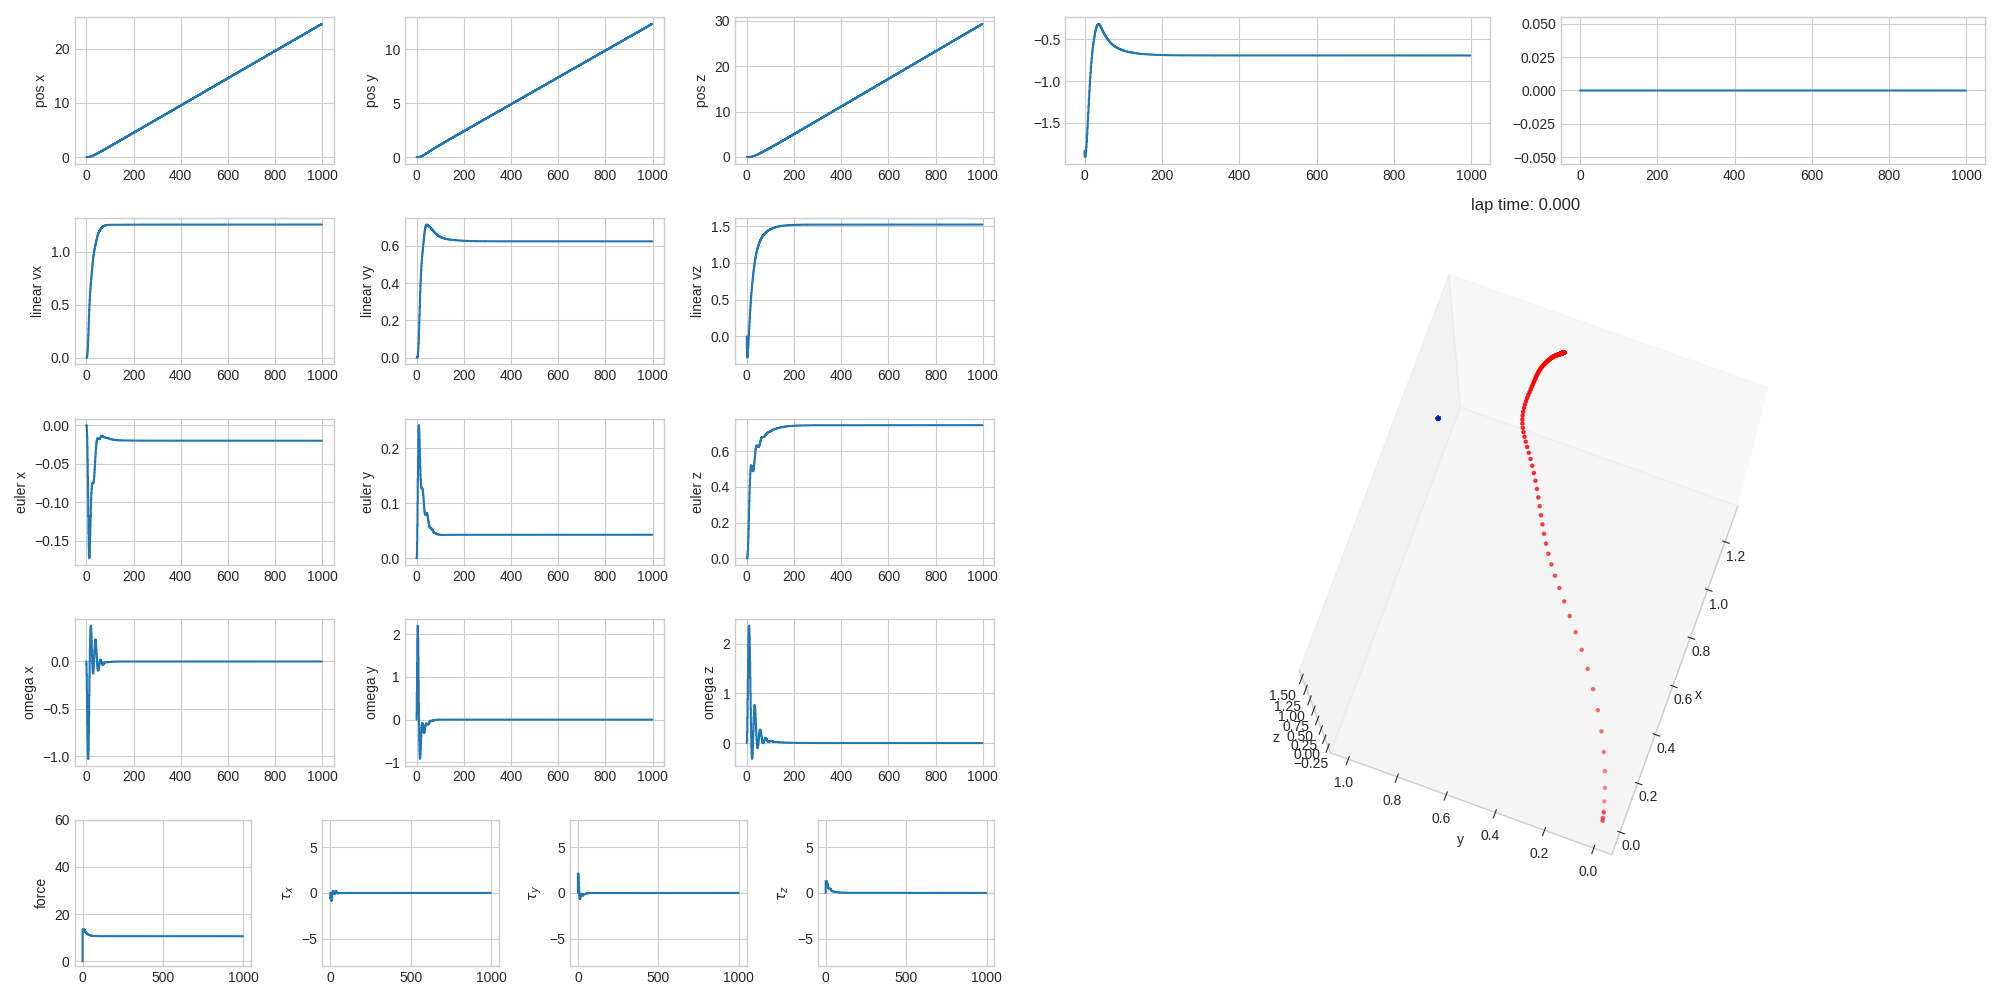 pos x
20
10
0
0 200 400 600 800 1000
pos y
10
5
0
0 200 400 600 800 1000
pos z
30
20
10
0
0 200 400 600 800 1000
−0.5
−1.0
−1.5
0 200 400 600 800 1000
0.050
0.025
0.000
−0.025
−0.050
0 200 400 600 800 1000
linear vx
1.0
0.5
0.0
0 200 400 600 800 1000
linear vy
0.6
0.4
0.2
0.0
0 200 400 600 800 1000
linear vz
1.5
1.0
0.5
0.0
0 200 400 600 800 1000
lap time: 0.000
euler x
0.00
−0.05
−0.10
−0.15
0 200 400 600 800 1000
euler y
0.2
0.1
0.0
0 200 400 600 800 1000
euler z
0.6
0.4
0.2
0.0
0 200 400 600 800 1000
omega x
0.0
−0.5
−1.0
0 200 400 600 800 1000
omega y
2
1
0
−1
0 200 400 600 800 1000
omega z
2
1
0
0 200 400 600 800 1000
force
60
40
20
0
0 500 1000
τx
5
0
−5
0 500 1000
τy
5
0
−5
0 500 1000
τz
5
0
−5
0 500 1000
z
1.50
1.25
1.00
0.75
0.50
0.25
0.00
−0.25
y
1.0
0.8
0.6
0.4
0.2
0.0
x
1.2
1.0
0.8
0.6
0.4
0.2
0.0